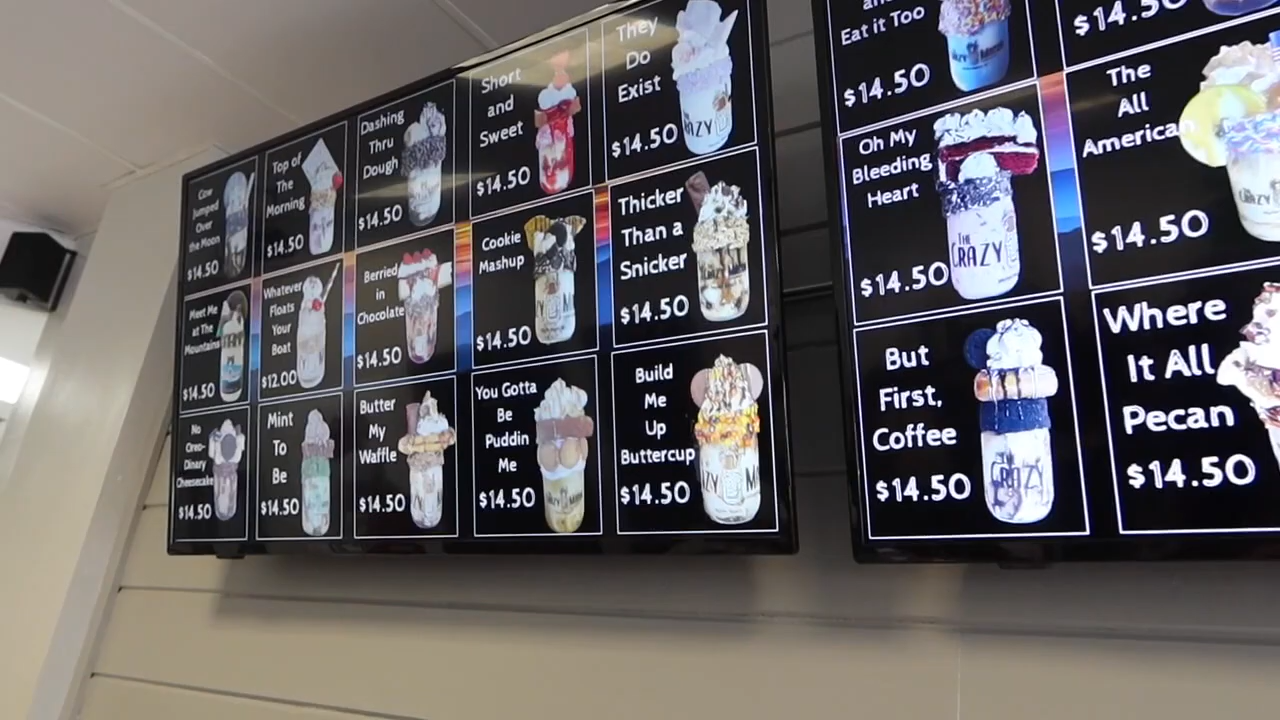 Cow
Jumped
Over
the Moon
$14.50
Top of
The
Morning
$14.50
Dashing
Thru
Dough
$14.50
Short
and
Sweet
$14.50
They
Do
Exist
$14.50
Meet Me
at The
Mountains
$14.50
Whatever
Floats
Your
Boat
$12.00
Berried
in
Chocolate
$14.50
Cookie
Mashup
$14.50
Thicker
Than a
Snicker
$14.50
No
Oreo-
Dinary
Cheesecake
$14.50
Mint
To
Be
$14.50
Butter
My
Waffle
$14.50
You Gotta
Be
Puddin
Me
$14.50
Build
Me
Up
Buttercup
$14.50
and
Eat it Too
$14.50
$14.50
Oh My
Bleeding
Heart
$14.50
THE
CRAZY
The
All
American
$14.50
But
First,
Coffee
$14.50
CRAZY
Where
It All
Pecan
$14.50